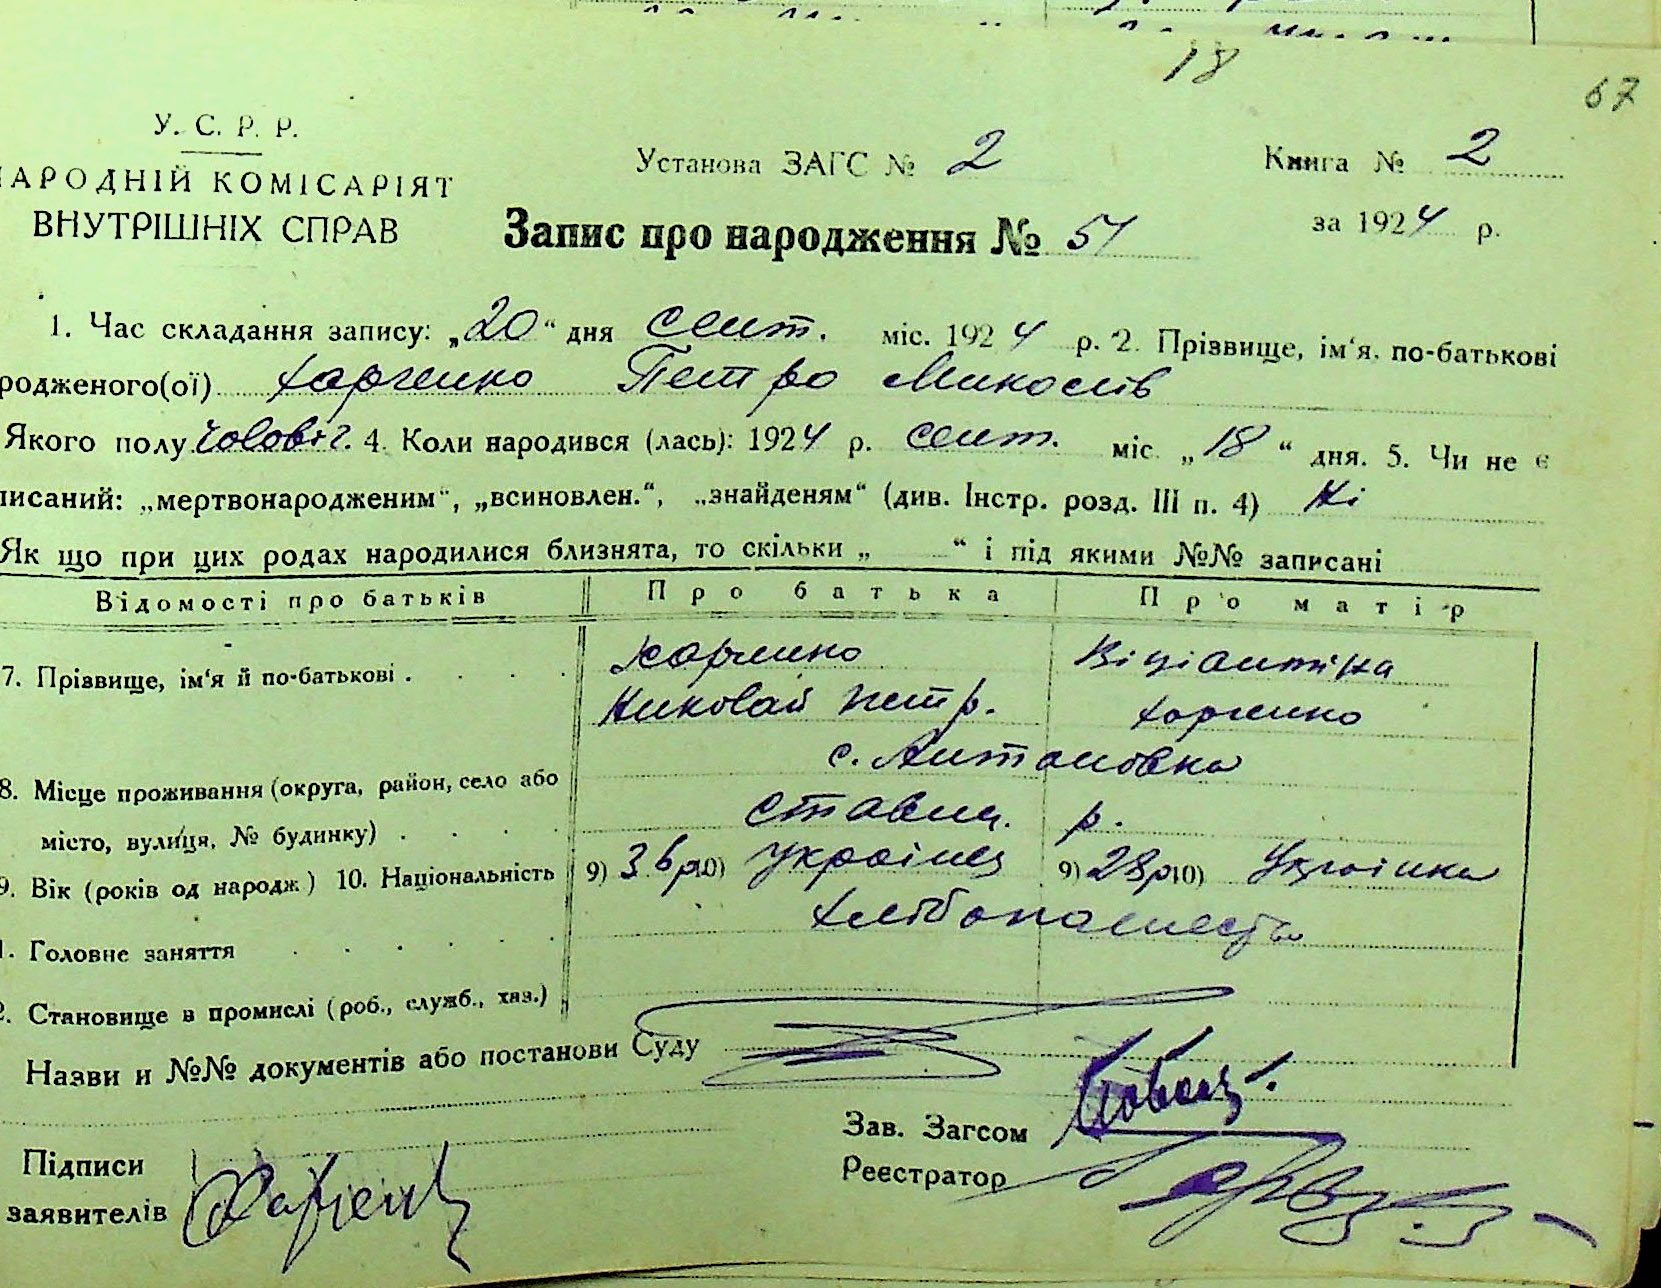 18
67
У. С. Р. Р.
АРОДНІЙ КОМІСАРІЯТ
ВНУТРІШНІХ СПРАВ
Установа ЗАГС № 2
Книга № 2
за 1924 р.
Запис про народження № 51
1. Час складання запису: „20“ дня сент. міс. 1924 р. 2. Прізвище, ім'я, по-батькові
родженого(ої) Харченко Петро Микол.
Якого полу чоловіч. 4. Коли народився (лась): 1924 р. сент. міс. „18“ дня. 5. Чи не є
писаний: „мертвонародженим“, „всиновлен.“, „знайденям“ (див. Інстр. розд. III п. 4) Ні
Як що при цих родах народилися близнята, то скільки „ “ і під якими №№ записані
Відомості про батьків Про батька Про матір
7. Прізвище, ім'я й по-батькові . Харченко
Николай Петр. Харченко
с. Антоновка
8. Місце проживання (округа, район, село або
місто, вулиця, № будинку) . ставищ. р.
9. Вік (років од народж.) 10. Національність 9) 36 р. 10) українец 9) 28 р. 10) Українка
1. Головне заняття Хлібопашест
2. Становище в промислі (роб., служб., хаз.)
Назви и №№ документів або постанови Суду
Зав. Загсом
Підписи
заявителів Харченк
Реєстратор